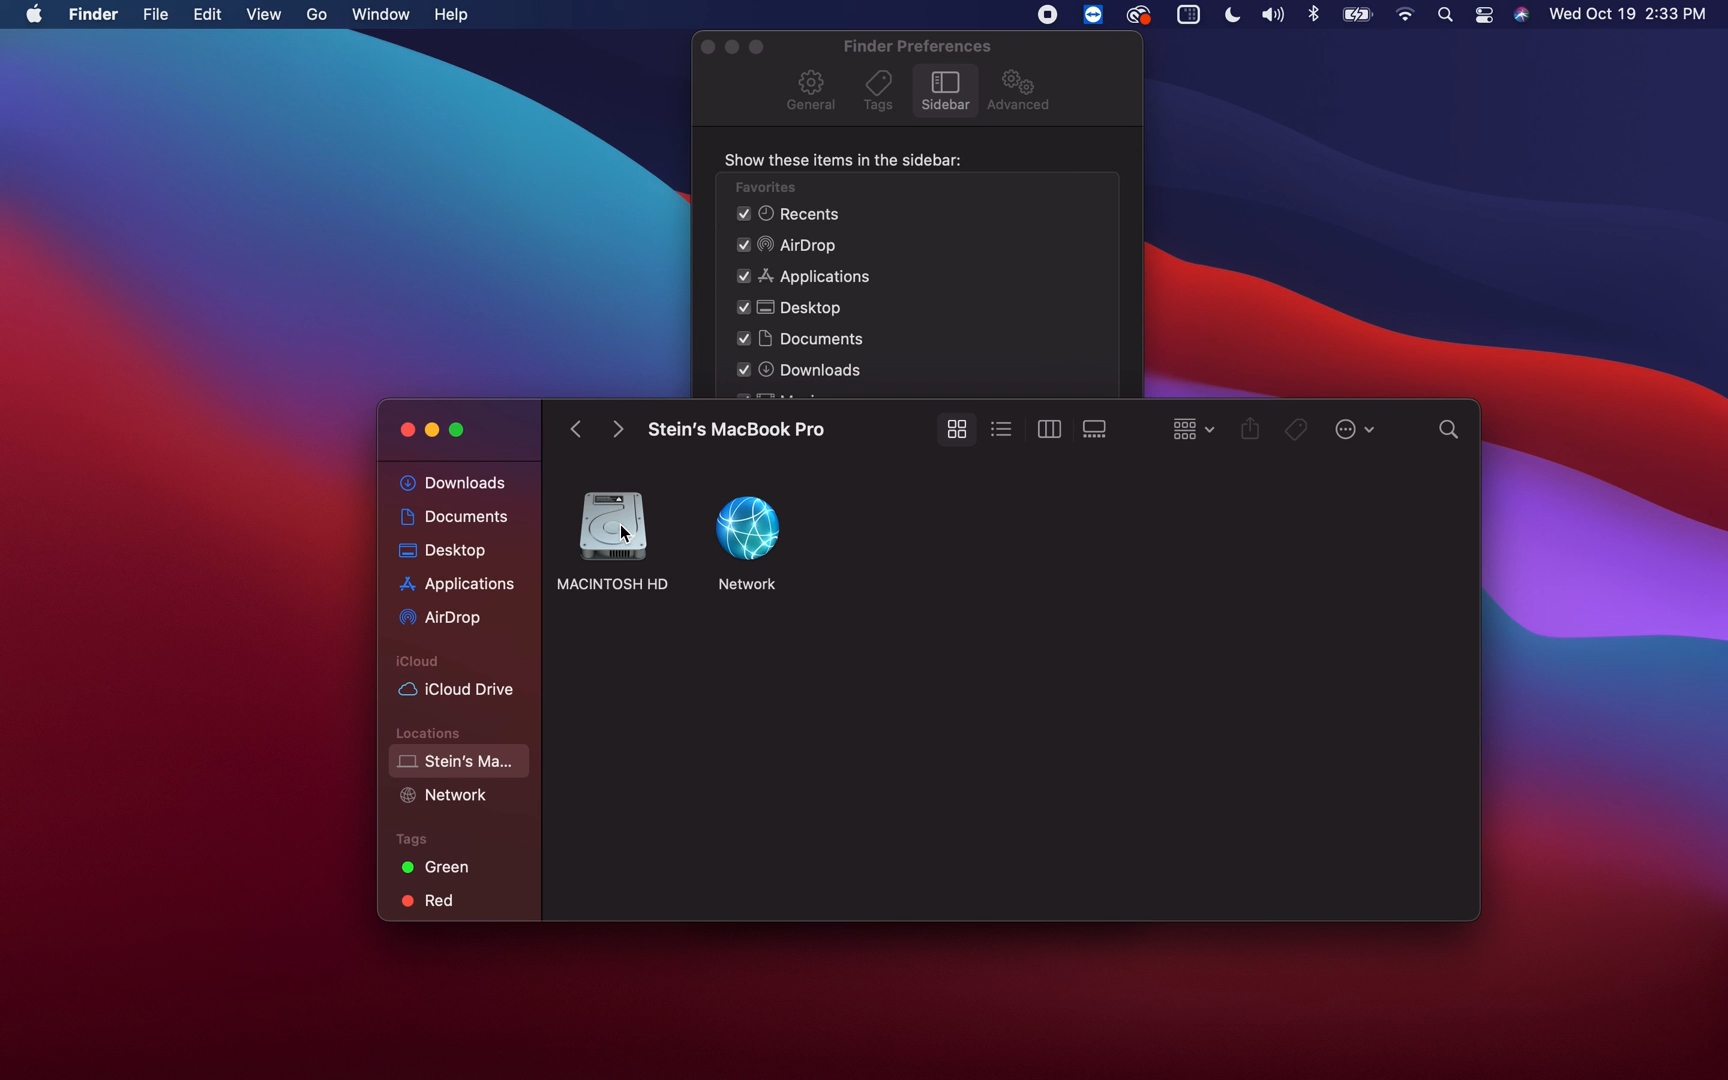 Finder File Edit View Go Window Help Wed Oct 19 2:33 PM
Finder Preferences
General Tags Sidebar Advanced
Show these items in the sidebar:
Favorites
Recents
AirDrop
Applications
Desktop
Documents
Downloads
Stein's MacBook Pro
Downloads
Documents
Desktop
Applications
AirDrop
iCloud
iCloud Drive
Locations
Stein's Ma...
Network
Tags
Green
Red
MACINTOSH HD Network